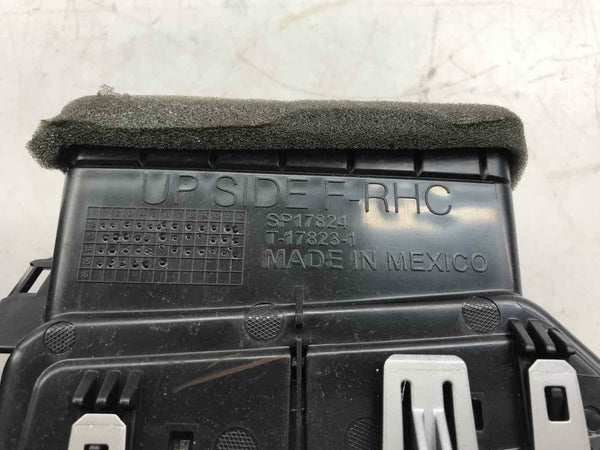 UP SIDE F-RHC
SP17824
T-17823-1
MADE IN MEXICO